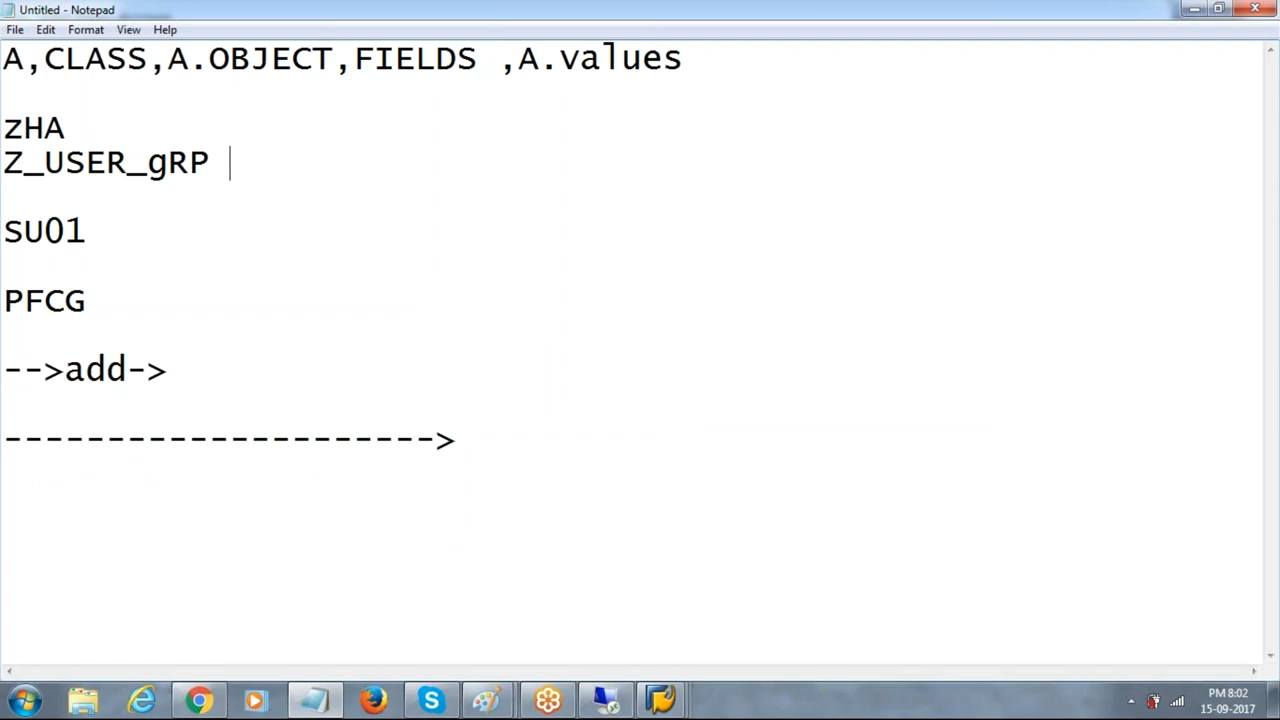 Untitled - Notepad
File Edit Format View Help
A,CLASS,A.OBJECT,FIELDS ,A.values
zHA
Z_USER_gRP
SU01
PFCG
-->add->
--------------------->
PM 8:02
15-09-2017